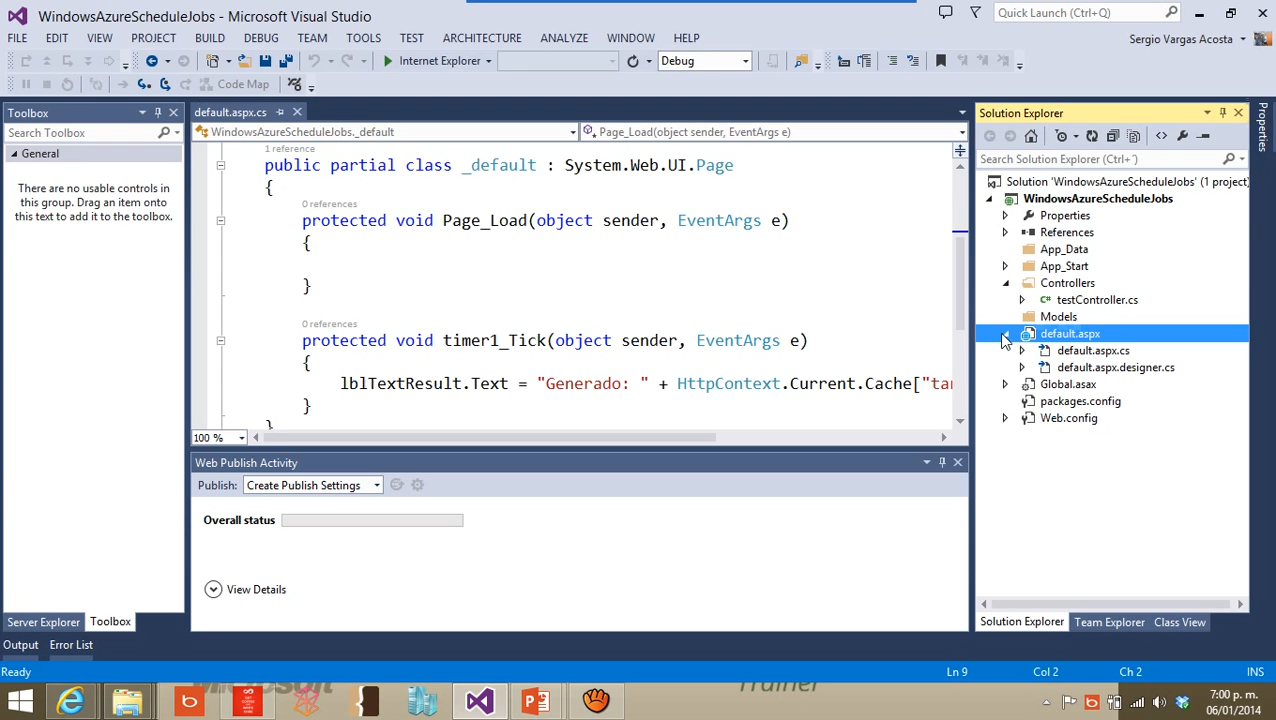 WindowsAzureScheduleJobs - Microsoft Visual Studio
Quick Launch (Ctrl+Q)
FILE EDIT VIEW PROJECT BUILD DEBUG TEAM TOOLS TEST ARCHITECTURE ANALYZE WINDOW HELP
Sergio Vargas Acosta
Internet Explorer
Debug
Code Map
Toolbox
Search Toolbox
General
There are no usable controls in
this group. Drag an item onto
this text to add it to the toolbox.
Server Explorer
Toolbox
default.aspx.cs
WindowsAzureScheduleJobs._default
Page_Load(object sender, EventArgs e)
1 reference
public partial class _default : System.Web.UI.Page
{
0 references
protected void Page_Load(object sender, EventArgs e)
{
}
0 references
protected void timer1_Tick(object sender, EventArgs e)
{
lblTextResult.Text = "Generado: " + HttpContext.Current.Cache["tar
}
}
100 %
Web Publish Activity
Publish: Create Publish Settings
Overall status
View Details
Solution Explorer
Search Solution Explorer (Ctrl+´)
Solution 'WindowsAzureScheduleJobs' (1 project)
WindowsAzureScheduleJobs
Properties
References
App_Data
App_Start
Controllers
C# testController.cs
Models
default.aspx
default.aspx.cs
default.aspx.designer.cs
Global.asax
packages.config
Web.config
Solution Explorer
Team Explorer
Class View
Properties
Output
Error List
Ready
Ln 9
Col 2
Ch 2
INS
Microsoft
Trainer
7:00 p. m.
06/01/2014